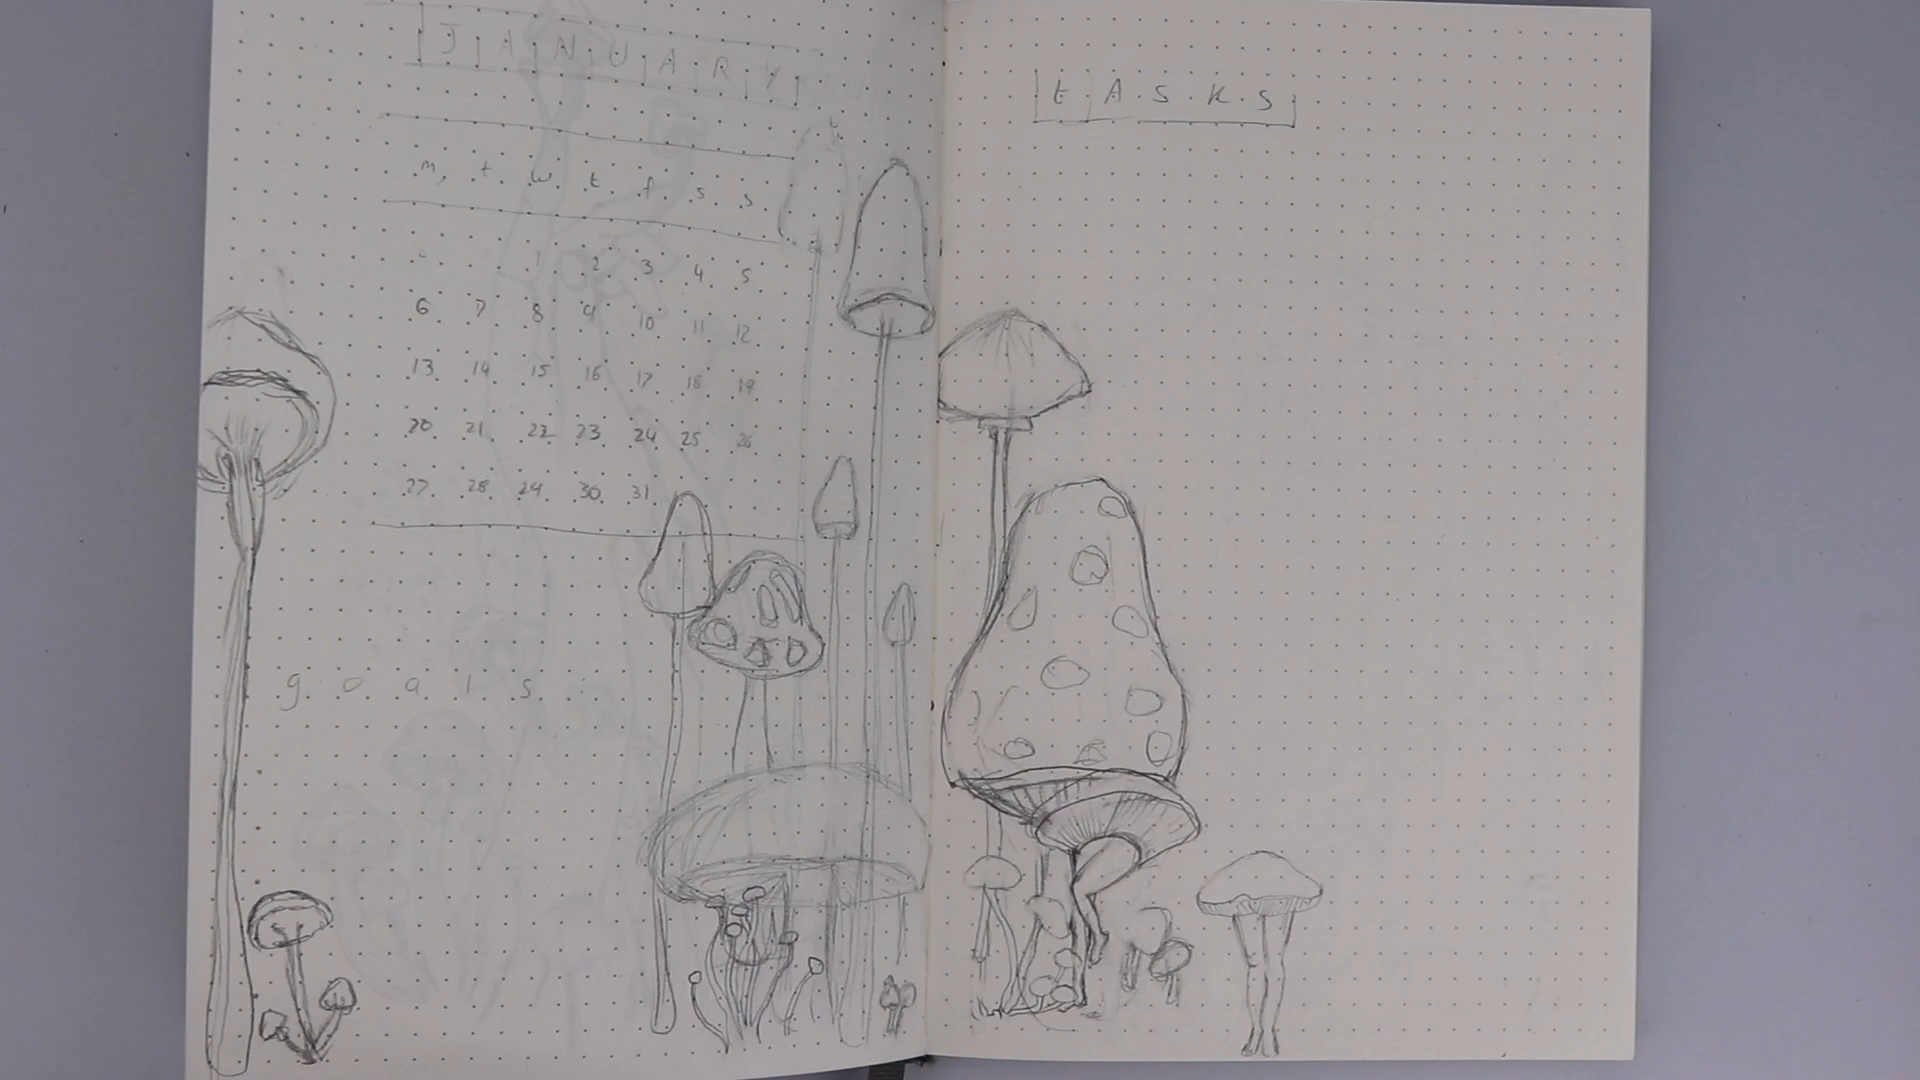 JANUARY
m t w t f s s
1 2 3 4 5
6 7 8 9 10 11 12
13 14 15 16 17 18 19
20 21 22 23 24 25 26
27 28 29 30 31
goals
tASKS